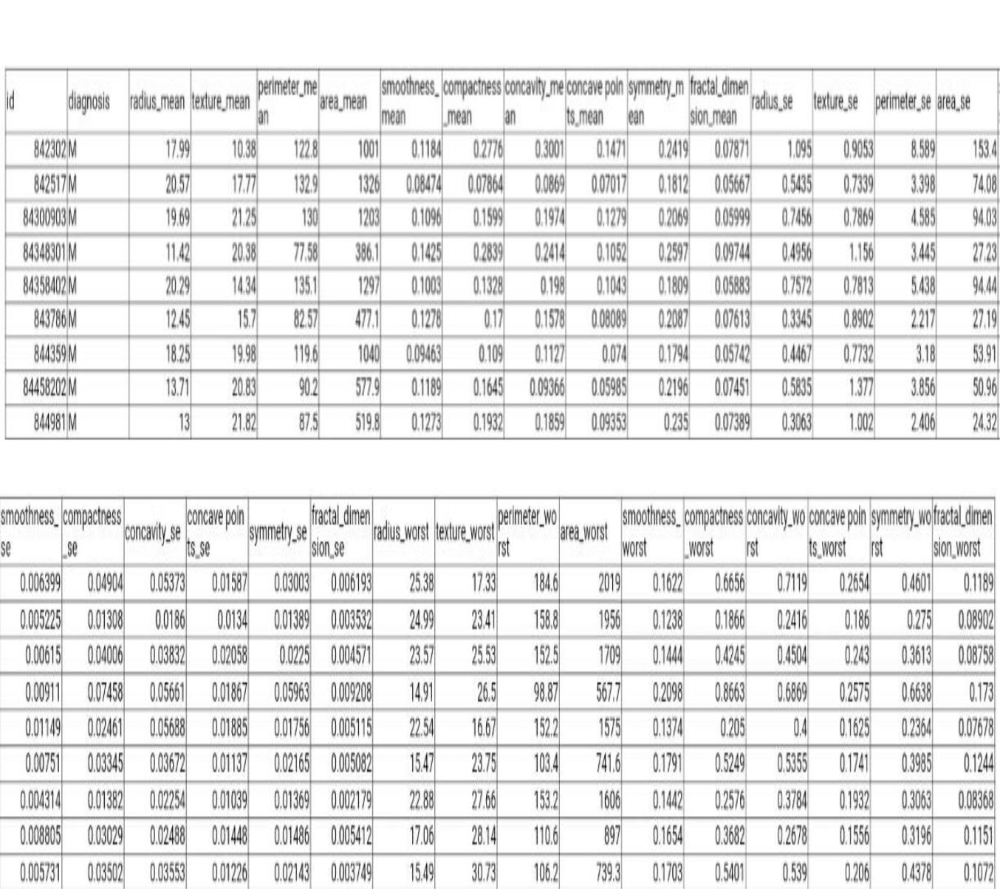 id diagnosis radius_mean texture_mean perimeter_mean area_mean smoothness_mean compactness_mean concavity_mean concave points_mean symmetry_mean fractal_dimension_mean radius_se texture_se perimeter_se area_se
842302 M 17.99 10.38 122.8 1001 0.1184 0.2776 0.3001 0.1471 0.2419 0.07871 1.095 0.9053 8.589 153.4
842517 M 20.57 17.77 132.9 1326 0.08474 0.07864 0.0869 0.07017 0.1812 0.05667 0.5435 0.7339 3.398 74.08
84300903 M 19.69 21.25 130 1203 0.1096 0.1599 0.1974 0.1279 0.2069 0.05999 0.7456 0.7869 4.585 94.03
84348301 M 11.42 20.38 77.58 386.1 0.1425 0.2839 0.2414 0.1052 0.2597 0.09744 0.4956 1.156 3.445 27.23
84358402 M 20.29 14.34 135.1 1297 0.1003 0.1328 0.198 0.1043 0.1809 0.05883 0.7572 0.7813 5.438 94.44
843786 M 12.45 15.7 82.57 477.1 0.1278 0.17 0.1578 0.08089 0.2087 0.07613 0.3345 0.8902 2.217 27.19
844359 M 18.25 19.98 119.6 1040 0.09463 0.109 0.1127 0.074 0.1794 0.05742 0.4467 0.7732 3.18 53.91
84458202 M 13.71 20.83 90.2 577.9 0.1189 0.1645 0.09366 0.05985 0.2196 0.07451 0.5835 1.377 3.856 50.96
844981 M 13 21.82 87.5 519.8 0.1273 0.1932 0.1859 0.09353 0.235 0.07389 0.3063 1.002 2.406 24.32
smoothness_se compactness_se concavity_se concave points_se symmetry_se fractal_dimension_se radius_worst texture_worst perimeter_worst area_worst smoothness_worst compactness_worst concavity_worst concave points_worst symmetry_worst fractal_dimension_worst
0.006399 0.04904 0.05373 0.01587 0.03003 0.006193 25.38 17.33 184.6 2019 0.1622 0.6656 0.7119 0.2654 0.4601 0.1189
0.005225 0.01308 0.0186 0.0134 0.01389 0.003532 24.99 23.41 158.8 1956 0.1238 0.1866 0.2416 0.186 0.275 0.08902
0.00615 0.04006 0.03832 0.02058 0.0225 0.004571 23.57 25.53 152.5 1709 0.1444 0.4245 0.4504 0.243 0.3613 0.08758
0.00911 0.07458 0.05661 0.01867 0.05963 0.009208 14.91 26.5 98.87 567.7 0.2098 0.8663 0.6869 0.2575 0.6638 0.173
0.01149 0.02461 0.05688 0.01885 0.01756 0.005115 22.54 16.67 152.2 1575 0.1374 0.205 0.4 0.1625 0.2364 0.07678
0.00751 0.03345 0.03672 0.01137 0.02165 0.005082 15.47 23.75 103.4 741.6 0.1791 0.5249 0.5355 0.1741 0.3985 0.1244
0.004314 0.01382 0.02254 0.01039 0.01369 0.002179 22.88 27.66 153.2 1606 0.1442 0.2576 0.3784 0.1932 0.3063 0.08368
0.008805 0.03029 0.02488 0.01448 0.01486 0.005412 17.06 28.14 110.6 897 0.1654 0.3682 0.2678 0.1556 0.3196 0.1151
0.005731 0.03502 0.03553 0.01226 0.02143 0.003749 15.49 30.73 106.2 739.3 0.1703 0.5401 0.539 0.206 0.4378 0.1072